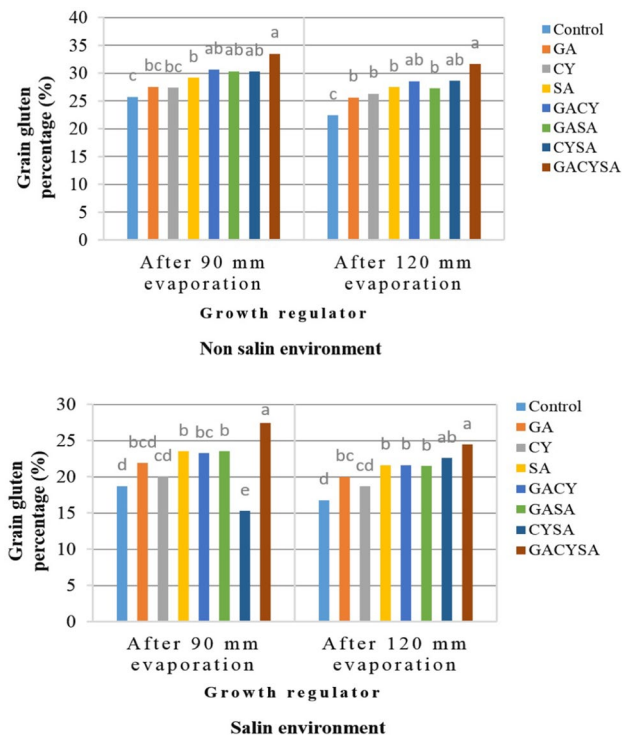 Grain gluten
percentage (%)
40
35
30
25
20
15
10
5
0
c
bc
bc
b
ab
ab
ab
a
c
b
b
b
ab
b
ab
a
After 90 mm
evaporation
After 120 mm
evaporation
Growth regulator
Non salin environment
Control
GA
CY
SA
GACY
GASA
CYSA
GACYSA
Grain gluten
percentage (%)
30
25
20
15
10
5
0
d
bcd
cd
b
bc
b
e
a
d
bc
cd
b
b
b
ab
a
After 90 mm
evaporation
After 120 mm
evaporation
Growth regulator
Salin environment
Control
GA
CY
SA
GACY
GASA
CYSA
GACYSA